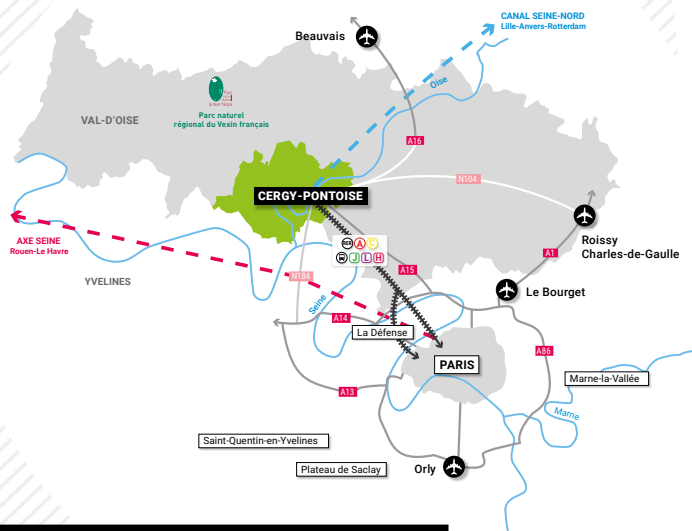 CANAL SEINE-NORD
Lille-Anvers-Rotterdam
Beauvais
Oise
VAL-D'OISE
Parc naturel
régional du Vexin français
A16
N104
CERGY-PONTOISE
AXE SEINE
Rouen-Le Havre
Roissy
Charles-de-Gaulle
RER A C
J L H
A1
A15
YVELINES
N184
Le Bourget
Seine
A14
La Défense
A86
PARIS
Marne-la-Vallée
A13
Marne
Saint-Quentin-en-Yvelines
Plateau de Saclay
Orly